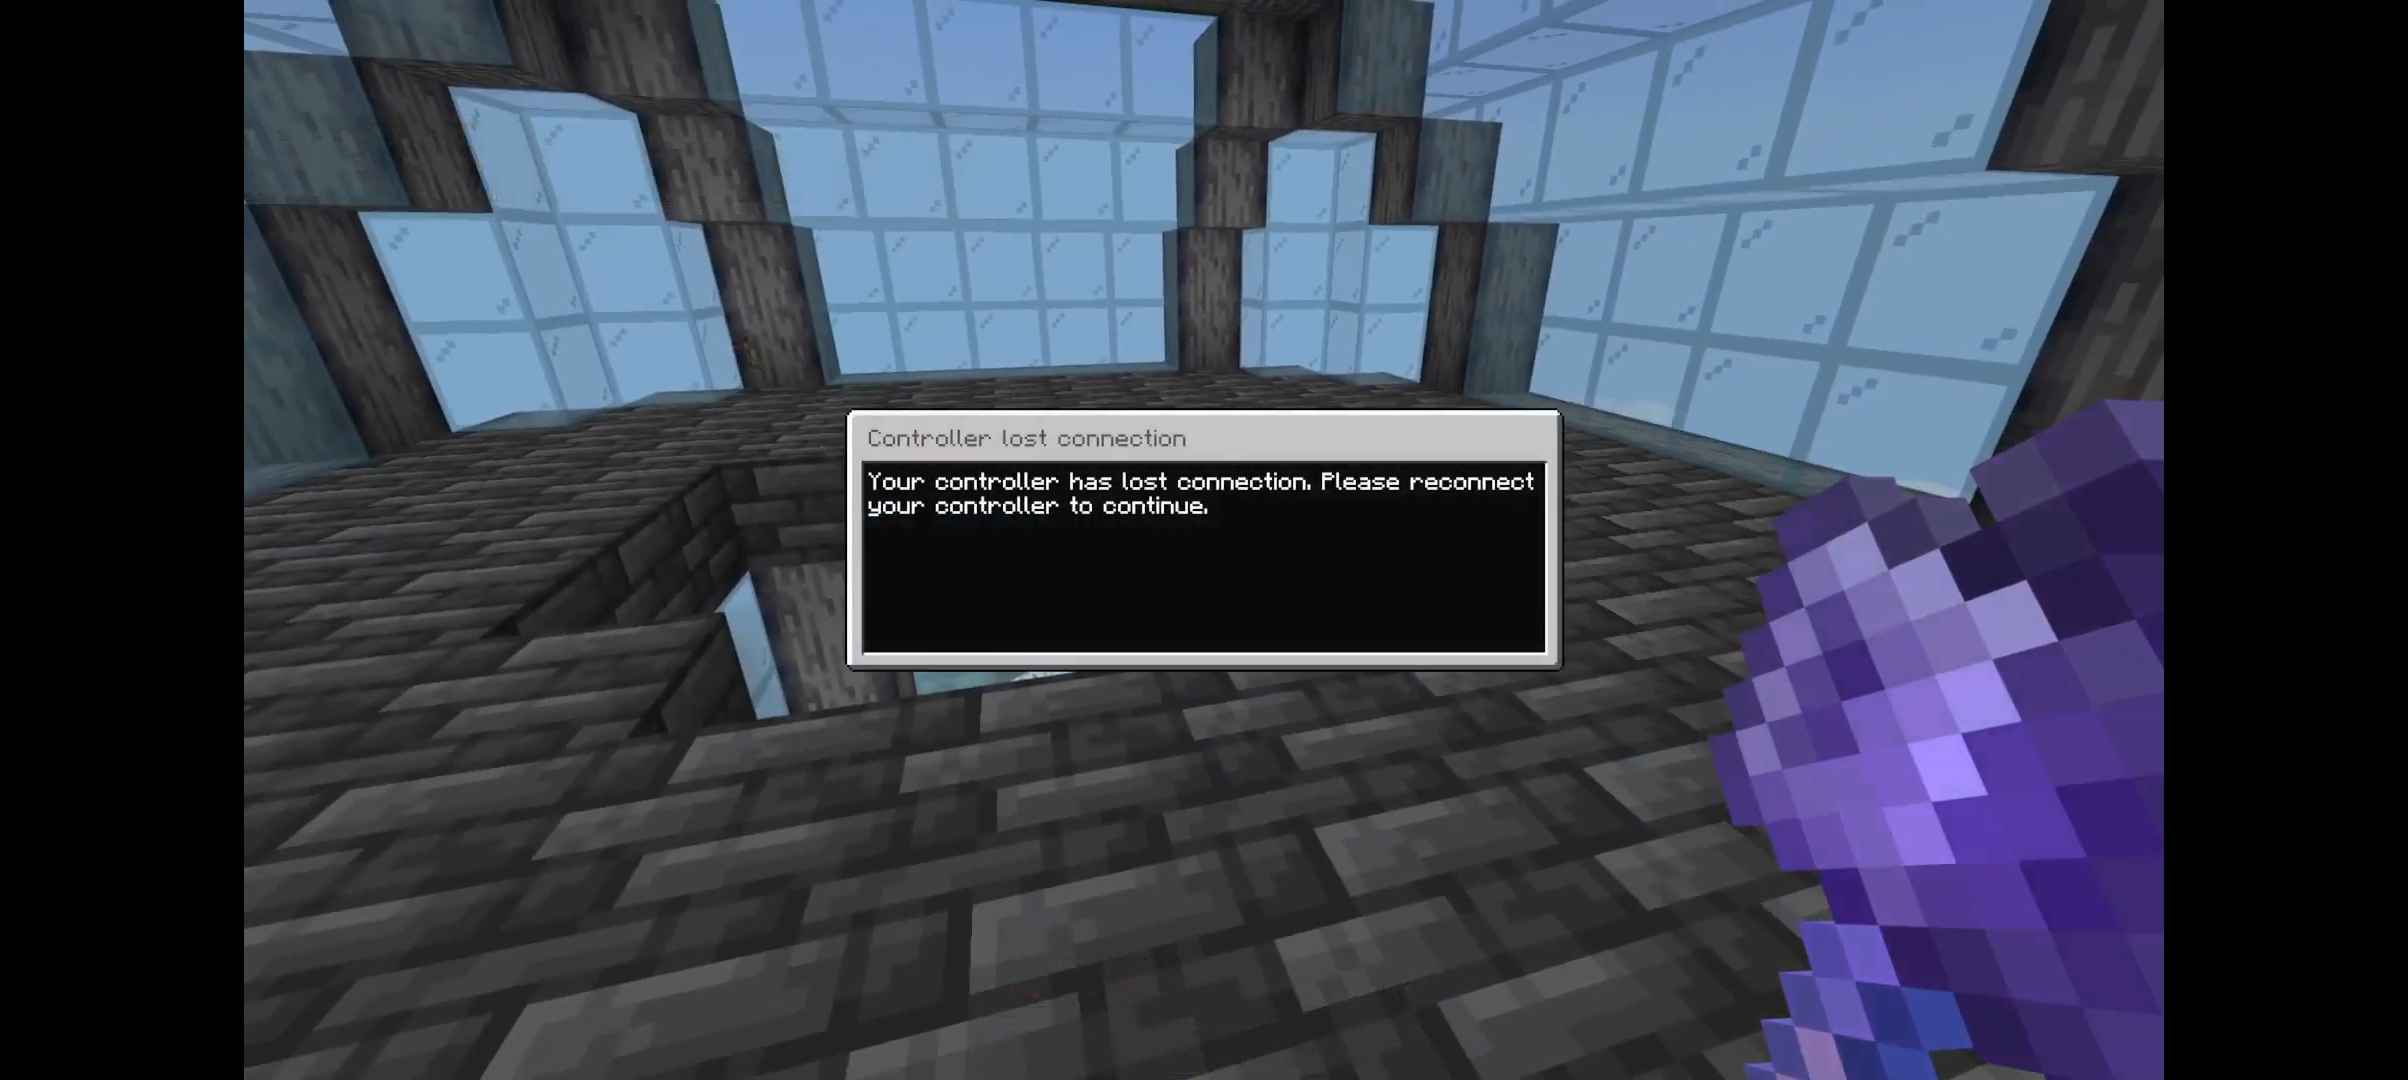 Controller lost connection
Your controller has lost connection. Please reconnect
your controller to continue.